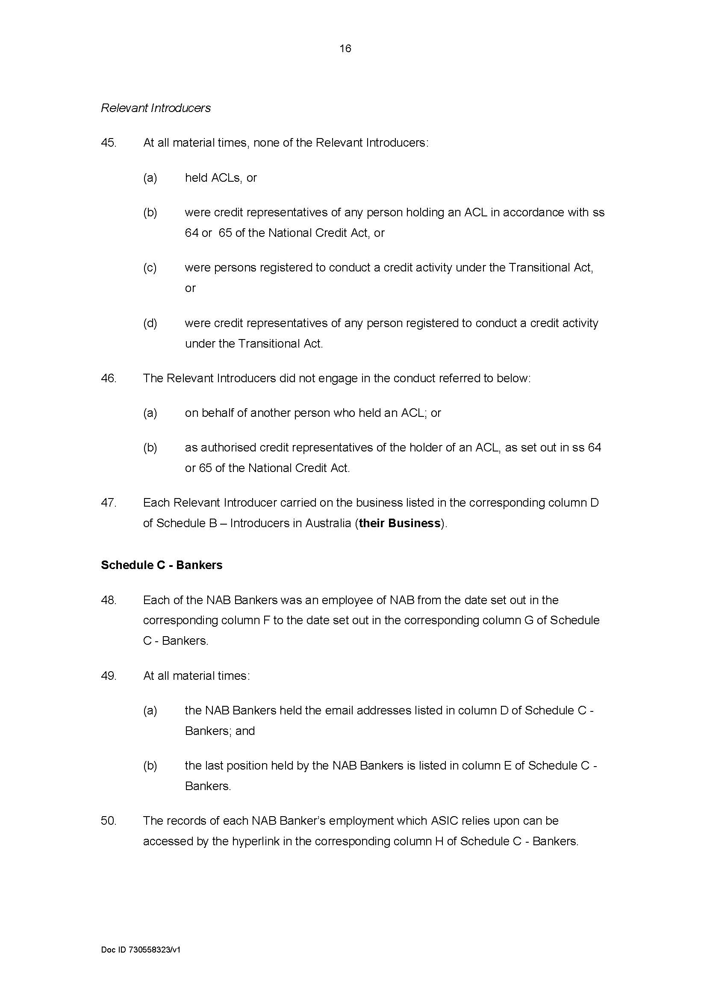 16
Relevant Introducers
45. At all material times, none of the Relevant Introducers:
(a) held ACLs, or
(b) were credit representatives of any person holding an ACL in accordance with ss
64 or  65 of the National Credit Act, or
(c) were persons registered to conduct a credit activity under the Transitional Act,
or
(d) were credit representatives of any person registered to conduct a credit activity
under the Transitional Act.
46. The Relevant Introducers did not engage in the conduct referred to below:
(a) on behalf of another person who held an ACL; or
(b) as authorised credit representatives of the holder of an ACL, as set out in ss 64
or 65 of the National Credit Act.
47. Each Relevant Introducer carried on the business listed in the corresponding column D
of Schedule B – Introducers in Australia (their Business).
Schedule C - Bankers
48. Each of the NAB Bankers was an employee of NAB from the date set out in the
corresponding column F to the date set out in the corresponding column G of Schedule
C - Bankers.
49. At all material times:
(a) the NAB Bankers held the email addresses listed in column D of Schedule C -
Bankers; and
(b) the last position held by the NAB Bankers is listed in column E of Schedule C -
Bankers.
50. The records of each NAB Banker’s employment which ASIC relies upon can be
accessed by the hyperlink in the corresponding column H of Schedule C - Bankers.
Doc ID 730558323/v1